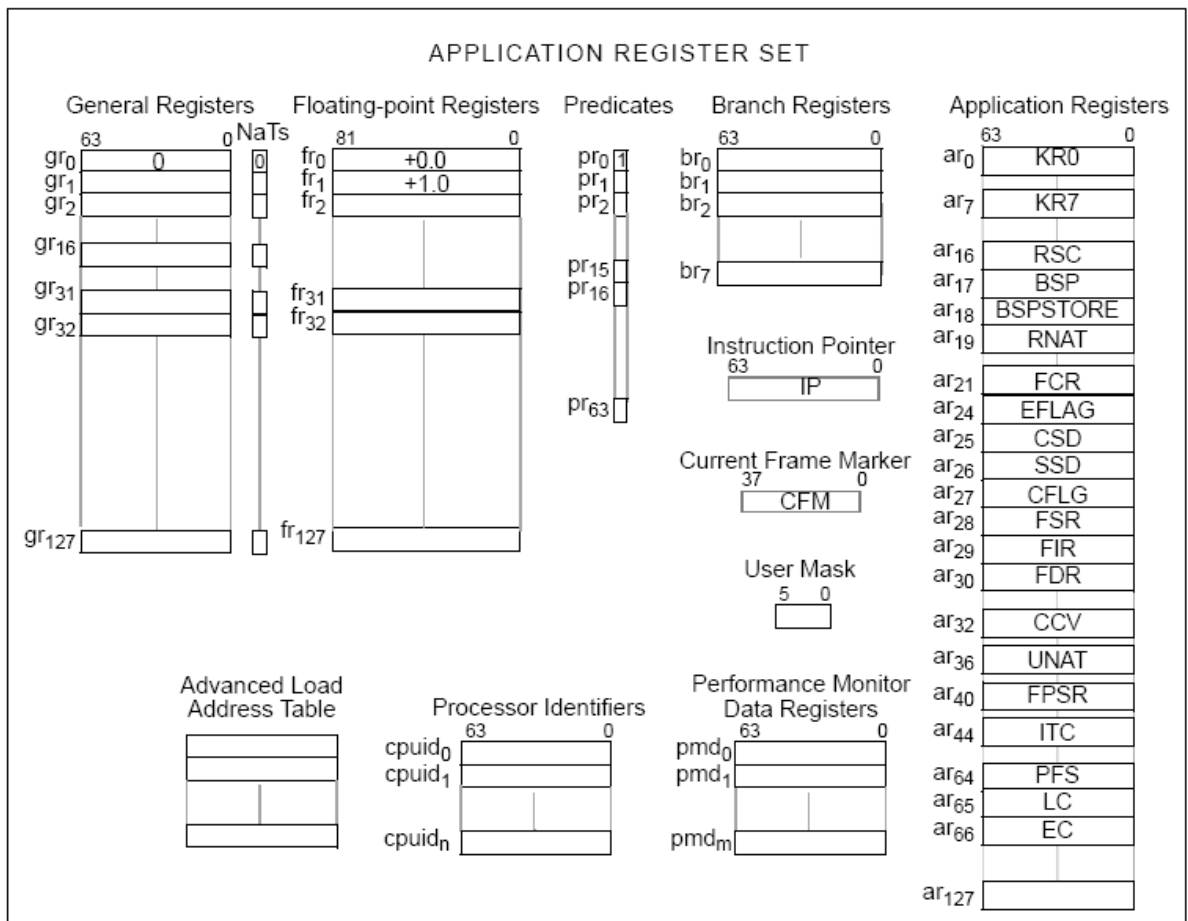 APPLICATION REGISTER SET
General Registers
63 0
gr0 0
gr1
gr2
gr16
gr31
gr32
gr127
NaTs
0
Floating-point Registers
81 0
fr0 +0.0
fr1 +1.0
fr2
fr31
fr32
fr127
Predicates
pr0 1
pr1
pr2
pr15
pr16
pr63
Branch Registers
63 0
br0
br1
br2
br7
Instruction Pointer
63 0
IP
Current Frame Marker
37 0
CFM
User Mask
5 0
Application Registers
63 0
ar0 KR0
ar7 KR7
ar16 RSC
ar17 BSP
ar18 BSPSTORE
ar19 RNAT
ar21 FCR
ar24 EFLAG
ar25 CSD
ar26 SSD
ar27 CFLG
ar28 FSR
ar29 FIR
ar30 FDR
ar32 CCV
ar36 UNAT
ar40 FPSR
ar44 ITC
ar64 PFS
ar65 LC
ar66 EC
ar127
Advanced Load
Address Table
Processor Identifiers
63 0
cpuid0
cpuid1
cpuidn
Performance Monitor
Data Registers
63 0
pmd0
pmd1
pmdm